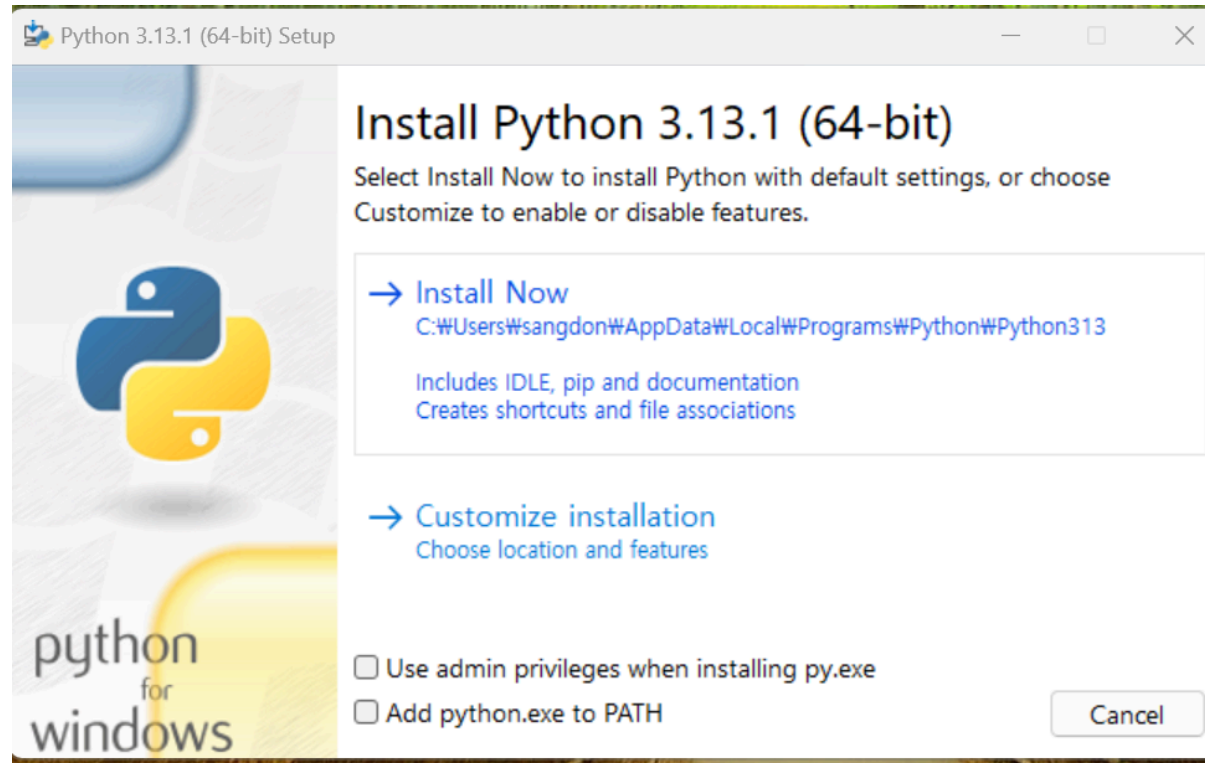 Python 3.13.1 (64-bit) Setup
Install Python 3.13.1 (64-bit)
Select Install Now to install Python with default settings, or choose
Customize to enable or disable features.
Install Now
C:₩Users₩sangdon₩AppData₩Local₩Programs₩Python₩Python313
Includes IDLE, pip and documentation
Creates shortcuts and file associations
Customize installation
Choose location and features
python
for
windows
Use admin privileges when installing py.exe
Add python.exe to PATH
Cancel